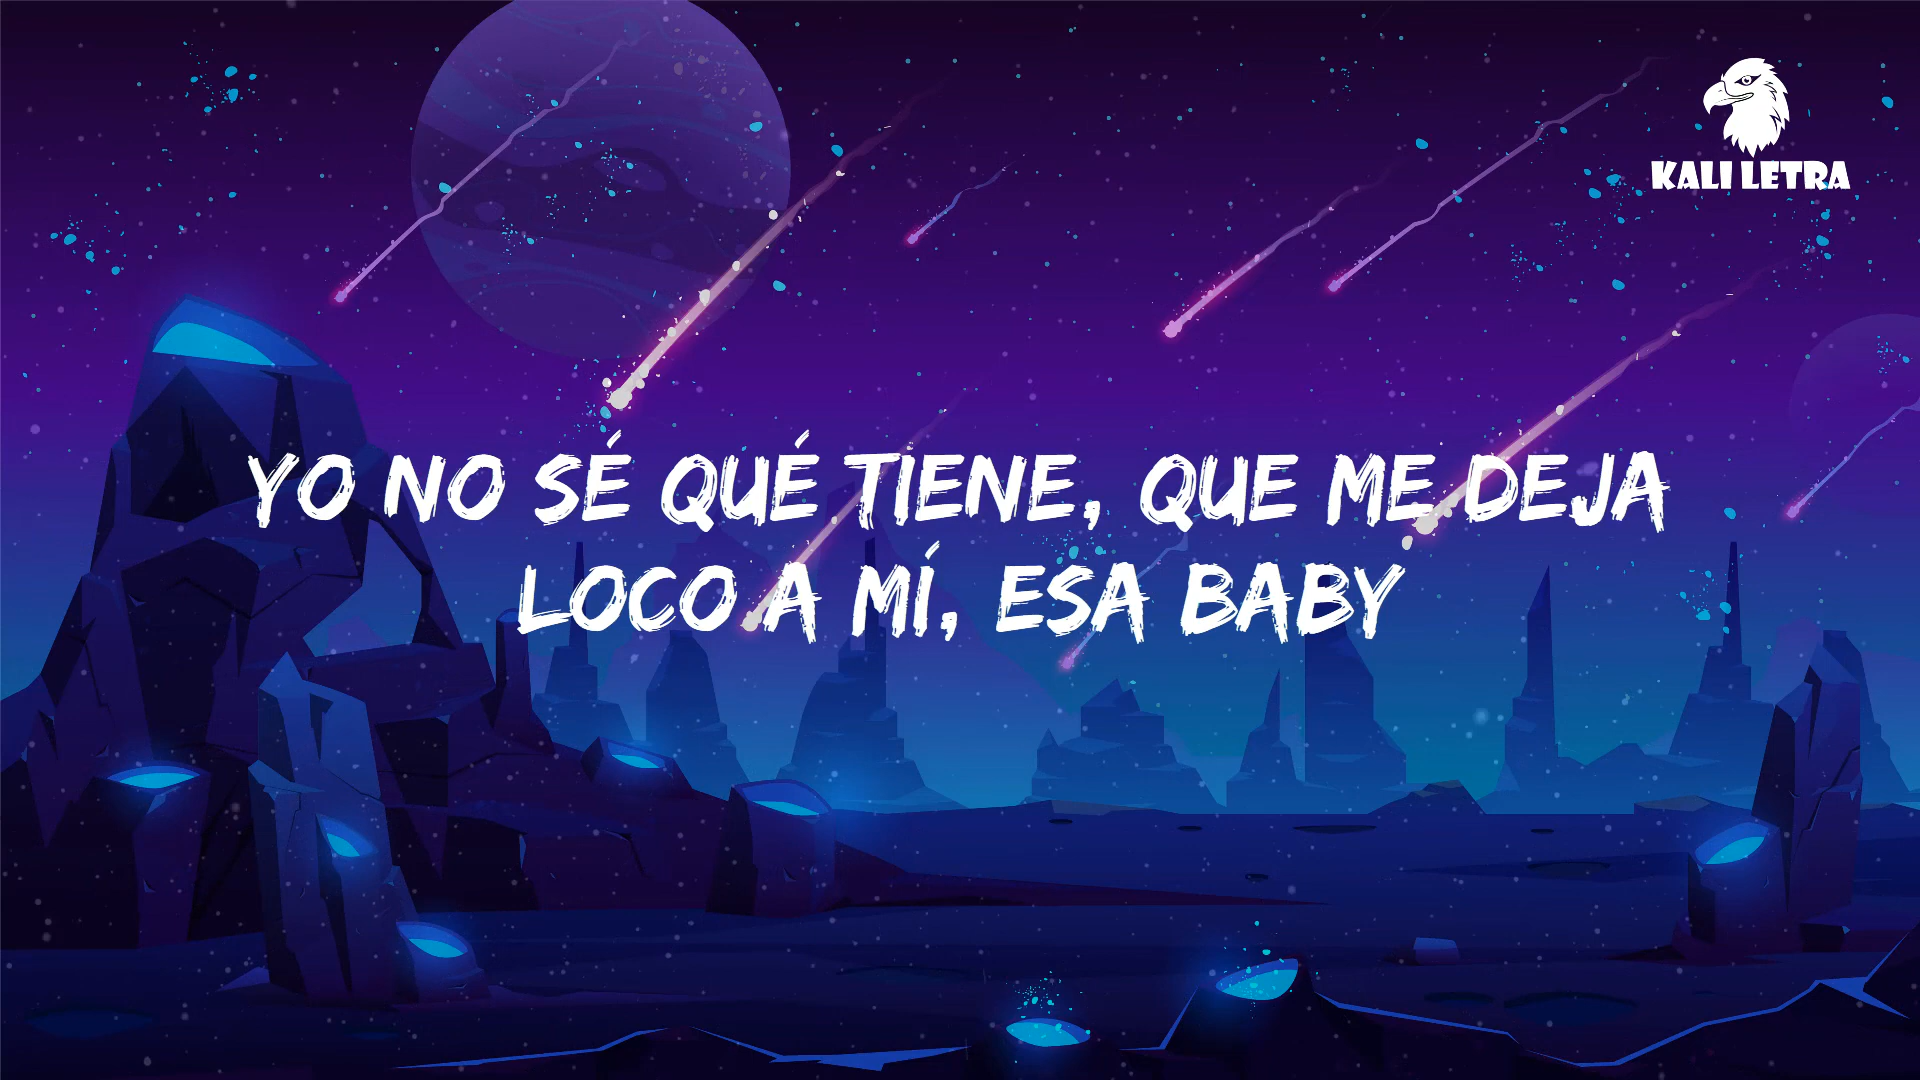 KALI LETRA
YO NO SÉ QUÉ TIENE, QUE ME DEJA
LOCO A MÍ, ESA BABY